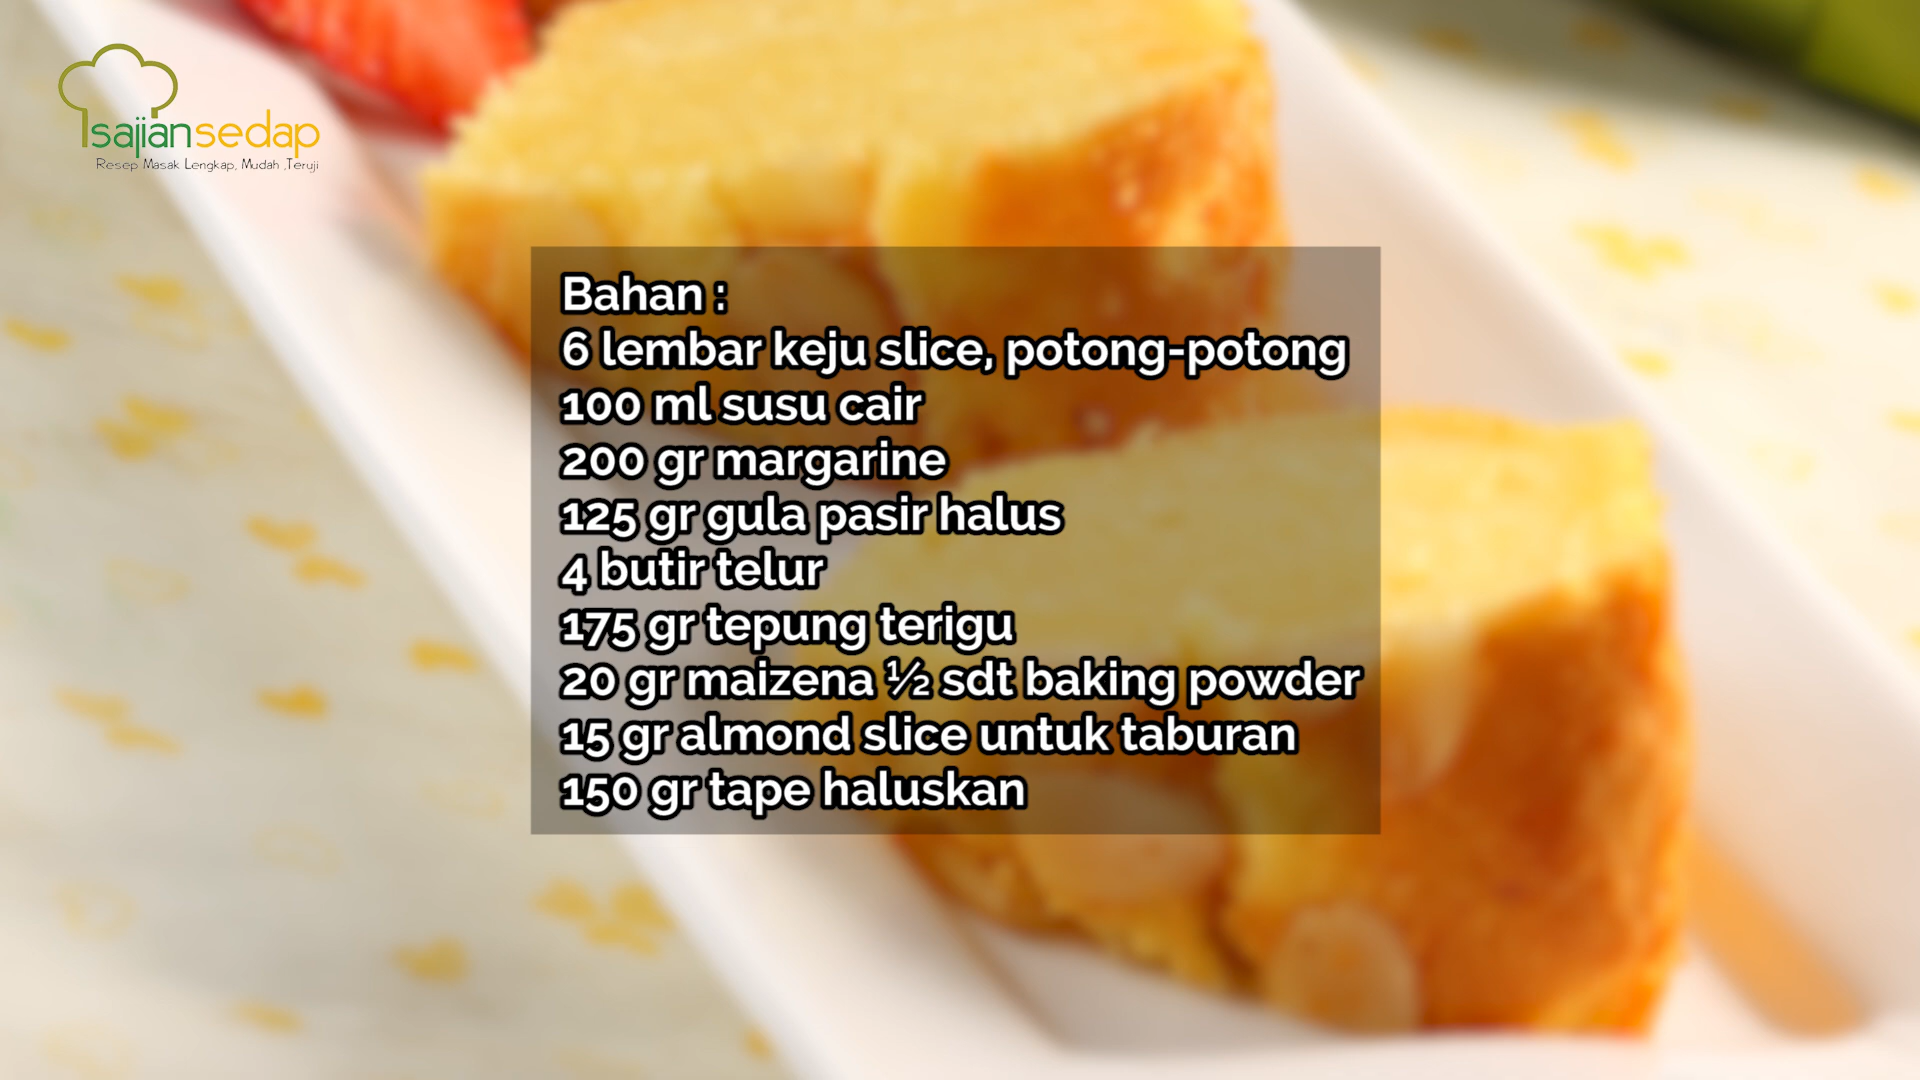 sajiansedap
Resep Masak Lengkap, Mudah ,Teruji
Bahan :
6 lembar keju slice, potong-potong
100 ml susu cair
200 gr margarine
125 gr gula pasir halus
4 butir telur
175 gr tepung terigu
20 gr maizena ½ sdt baking powder
15 gr almond slice untuk taburan
150 gr tape haluskan